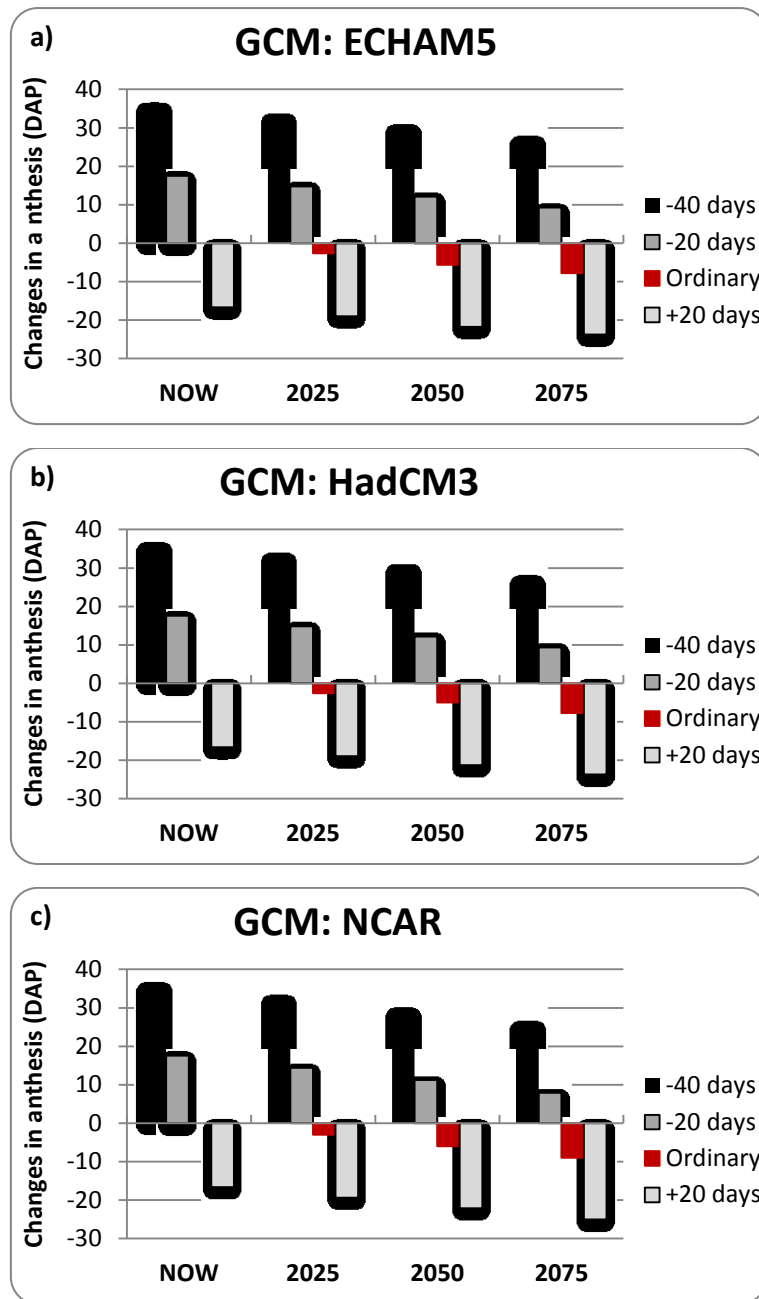 a)
GCM: ECHAM5
Changes in a nthesis (DAP)
40
30
20
10
0
-10
-20
-30
NOW 2025 2050 2075
-40 days
-20 days
Ordinary
+20 days
b)
GCM: HadCM3
Changes in anthesis (DAP)
40
30
20
10
0
-10
-20
-30
NOW 2025 2050 2075
-40 days
-20 days
Ordinary
+20 days
c)
GCM: NCAR
Changes in anthesis (DAP)
40
30
20
10
0
-10
-20
-30
NOW 2025 2050 2075
-40 days
-20 days
Ordinary
+20 days